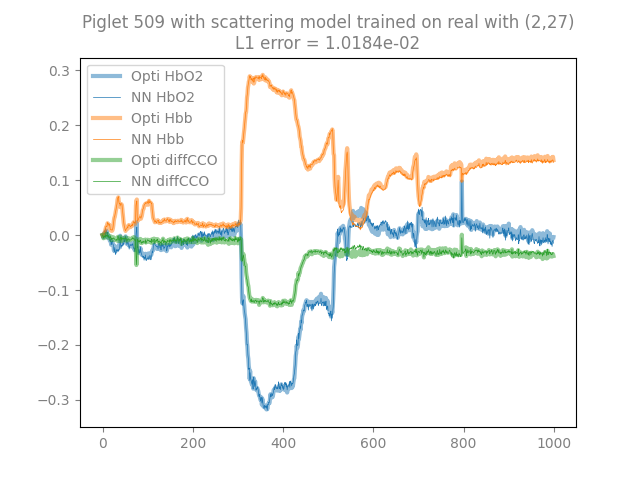 Piglet 509 with scattering model trained on real with (2,27)
L1 error = 1.0184e-02
Opti HbO2
NN HbO2
Opti Hbb
NN Hbb
Opti diffCCO
NN diffCCO
0.3
0.2
0.1
0.0
−0.1
−0.2
−0.3
0
200
400
600
800
1000